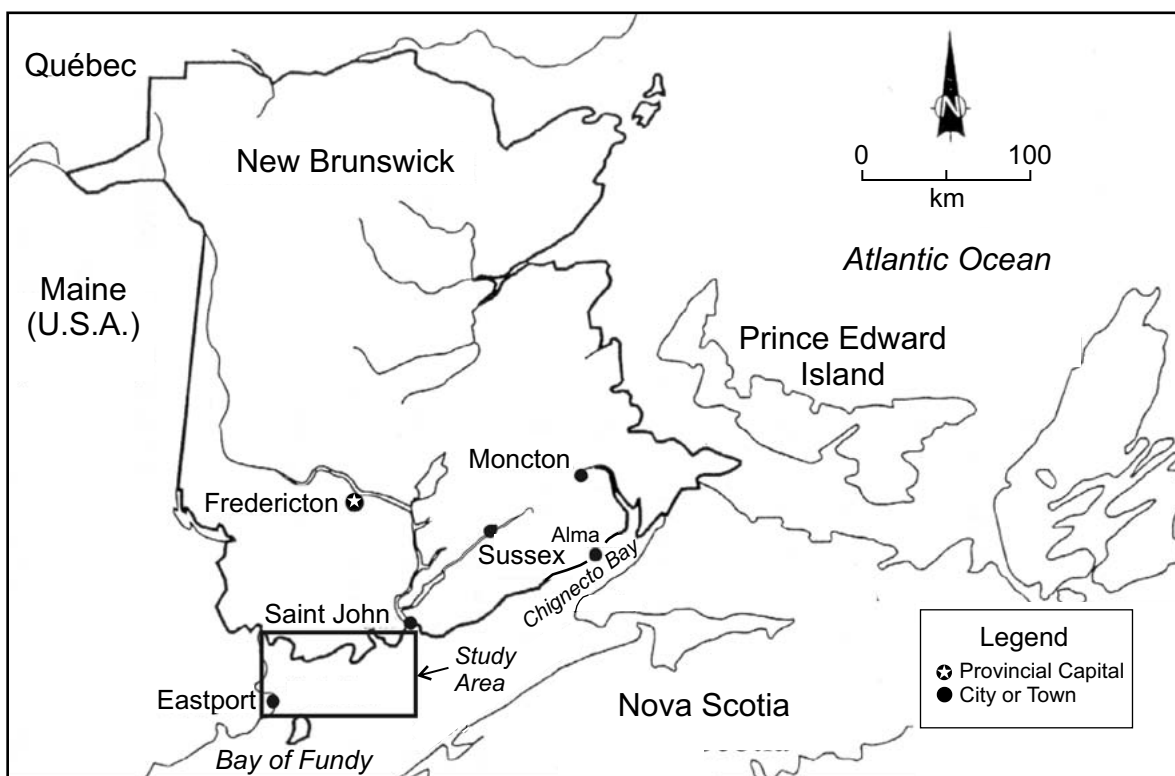 Québec
New Brunswick
N
0 100
km
Atlantic Ocean
Maine
(U.S.A.)
Prince Edward
Island
Moncton
Fredericton
Sussex
Alma
Chignecto Bay
Saint John
Study
Area
Eastport
Nova Scotia
Bay of Fundy
Legend
Provincial Capital
City or Town